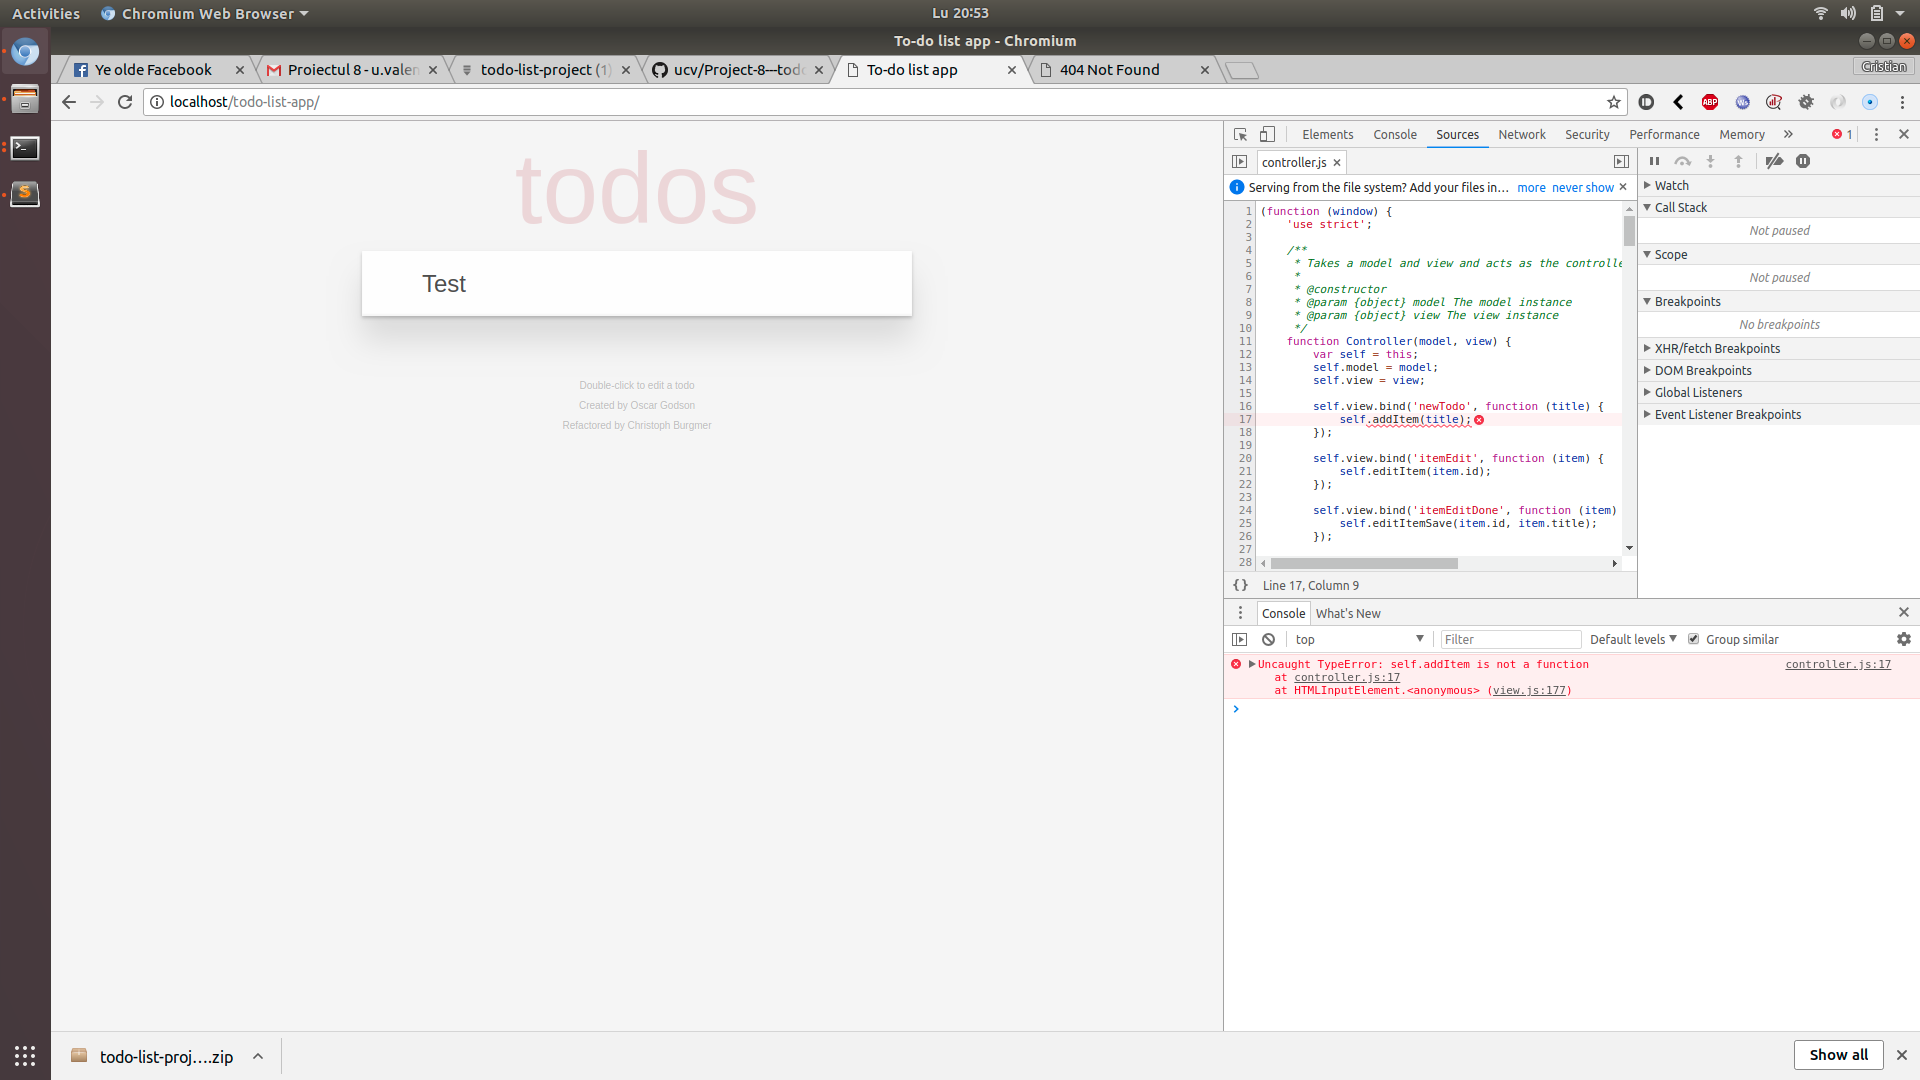 Activities
Chromium Web Browser
Lu 20:53
To-do list app - Chromium
Ye olde Facebook
Proiectul 8 - u.valen
todo-list-project (1)
ucv/Project-8---tod
To-do list app
404 Not Found
Cristian
localhost/todo-list-app/
ABP
Ws
todos
Test
Double-click to edit a todo
Created by Oscar Godson
Refactored by Christoph Burgmer
Elements Console Sources Network Security Performance Memory » 1
controller.js
Serving from the file system? Add your files in… more never show
1 (function (window) {
2 'use strict';
3
4 /**
5 * Takes a model and view and acts as the controlle
6 *
7 * @constructor
8 * @param {object} model The model instance
9 * @param {object} view The view instance
10 */
11 function Controller(model, view) {
12 var self = this;
13 self.model = model;
14 self.view = view;
15
16 self.view.bind('newTodo', function (title) {
17 self.addItem(title);
18 });
19
20 self.view.bind('itemEdit', function (item) {
21 self.editItem(item.id);
22 });
23
24 self.view.bind('itemEditDone', function (item)
25 self.editItemSave(item.id, item.title);
26 });
27
28
{} Line 17, Column 9
Watch
Call Stack
Not paused
Scope
Not paused
Breakpoints
No breakpoints
XHR/fetch Breakpoints
DOM Breakpoints
Global Listeners
Event Listener Breakpoints
Console What's New
top Filter Default levels Group similar
Uncaught TypeError: self.addItem is not a function controller.js:17
at controller.js:17
at HTMLInputElement.<anonymous> (view.js:177)
todo-list-proj….zip
Show all